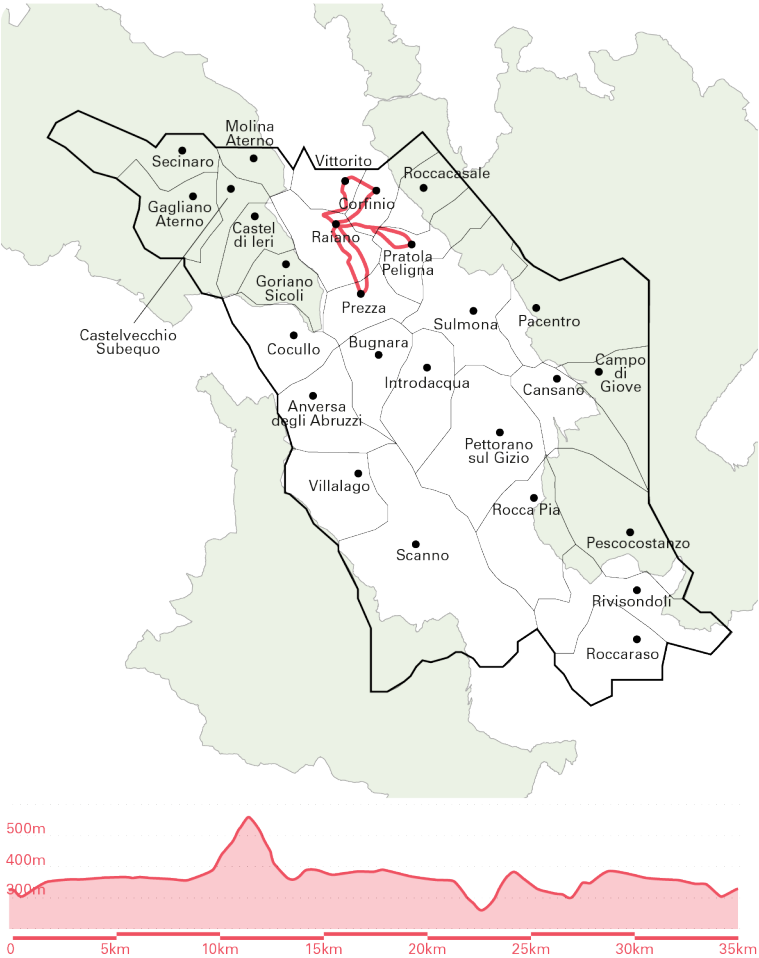 Molina
Aterno
Secinaro
Vittorito
Roccacasale
Gagliano
Aterno
Corfinio
Castel
di Ieri
Raiano
Pratola
Peligna
Goriano
Sicoli
Prezza
Castelvecchio
Subequo
Sulmona
Pacentro
Cocullo
Bugnara
Introdacqua
Campo
di
Giove
Cansano
Anversa
degli Abruzzi
Pettorano
sul Gizio
Villalago
Rocca Pia
Scanno
Pescocostanzo
Rivisondoli
Roccaraso
500m
400m
300m
0 5km 10km 15km 20km 25km 30km 35km